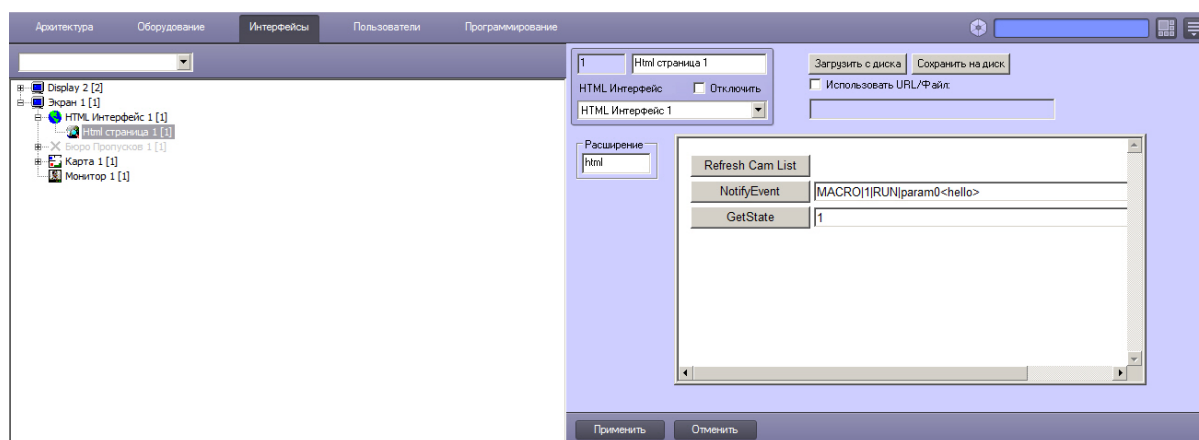 Архитектура Оборудование Интерфейсы Пользователи Программирование
1 Html страница 1 Загрузить с диска Сохранить на диск
HTML Интерфейс Отключить Использовать URL/Файл:
HTML Интерфейс 1
Display 2 [2]
Экран 1 [1]
HTML Интерфейс 1 [1]
Html страница 1 [1]
Бюро Пропусков 1 [1]
Карта 1 [1]
Монитор 1 [1]
Расширение
html
Refresh Cam List
NotifyEvent MACRO|1|RUN|param0<hello>
GetState 1
Применить Отменить